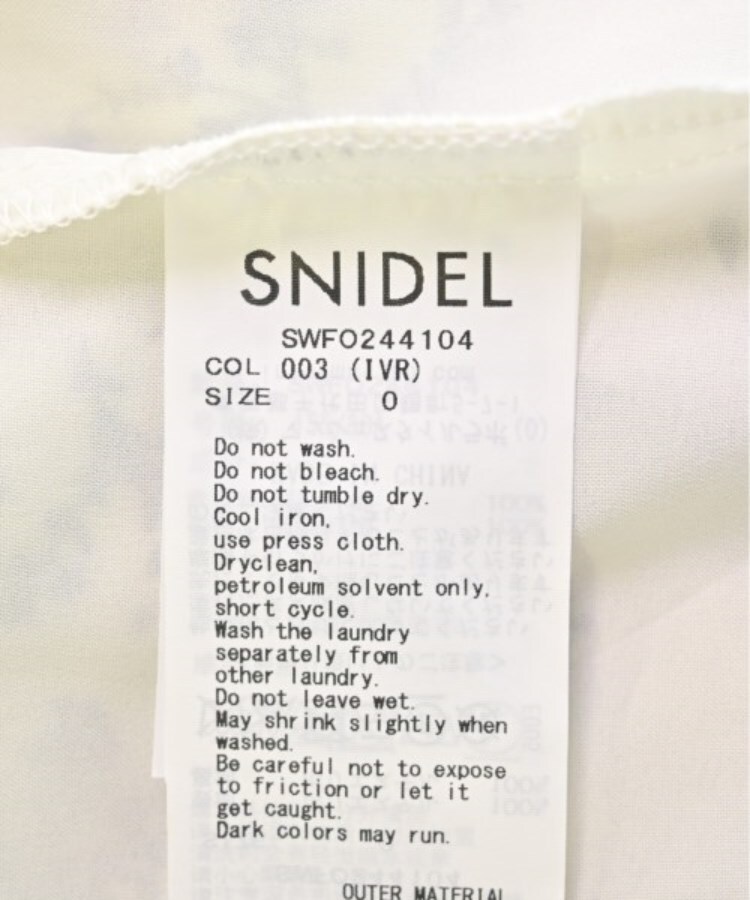 SNIDEL
SWFO244104
COL 003 (IVR)
SIZE 0
Do not wash.
Do not bleach.
Do not tumble dry.
Cool iron,
use press cloth.
Dryclean,
petroleum solvent only.
short cycle.
Wash the laundry
separately from
other laundry.
Do not leave wet.
May shrink slightly when
washed.
Be careful not to expose
to friction or let it
get caught.
Dark colors may run.
OUTER MATERIAL